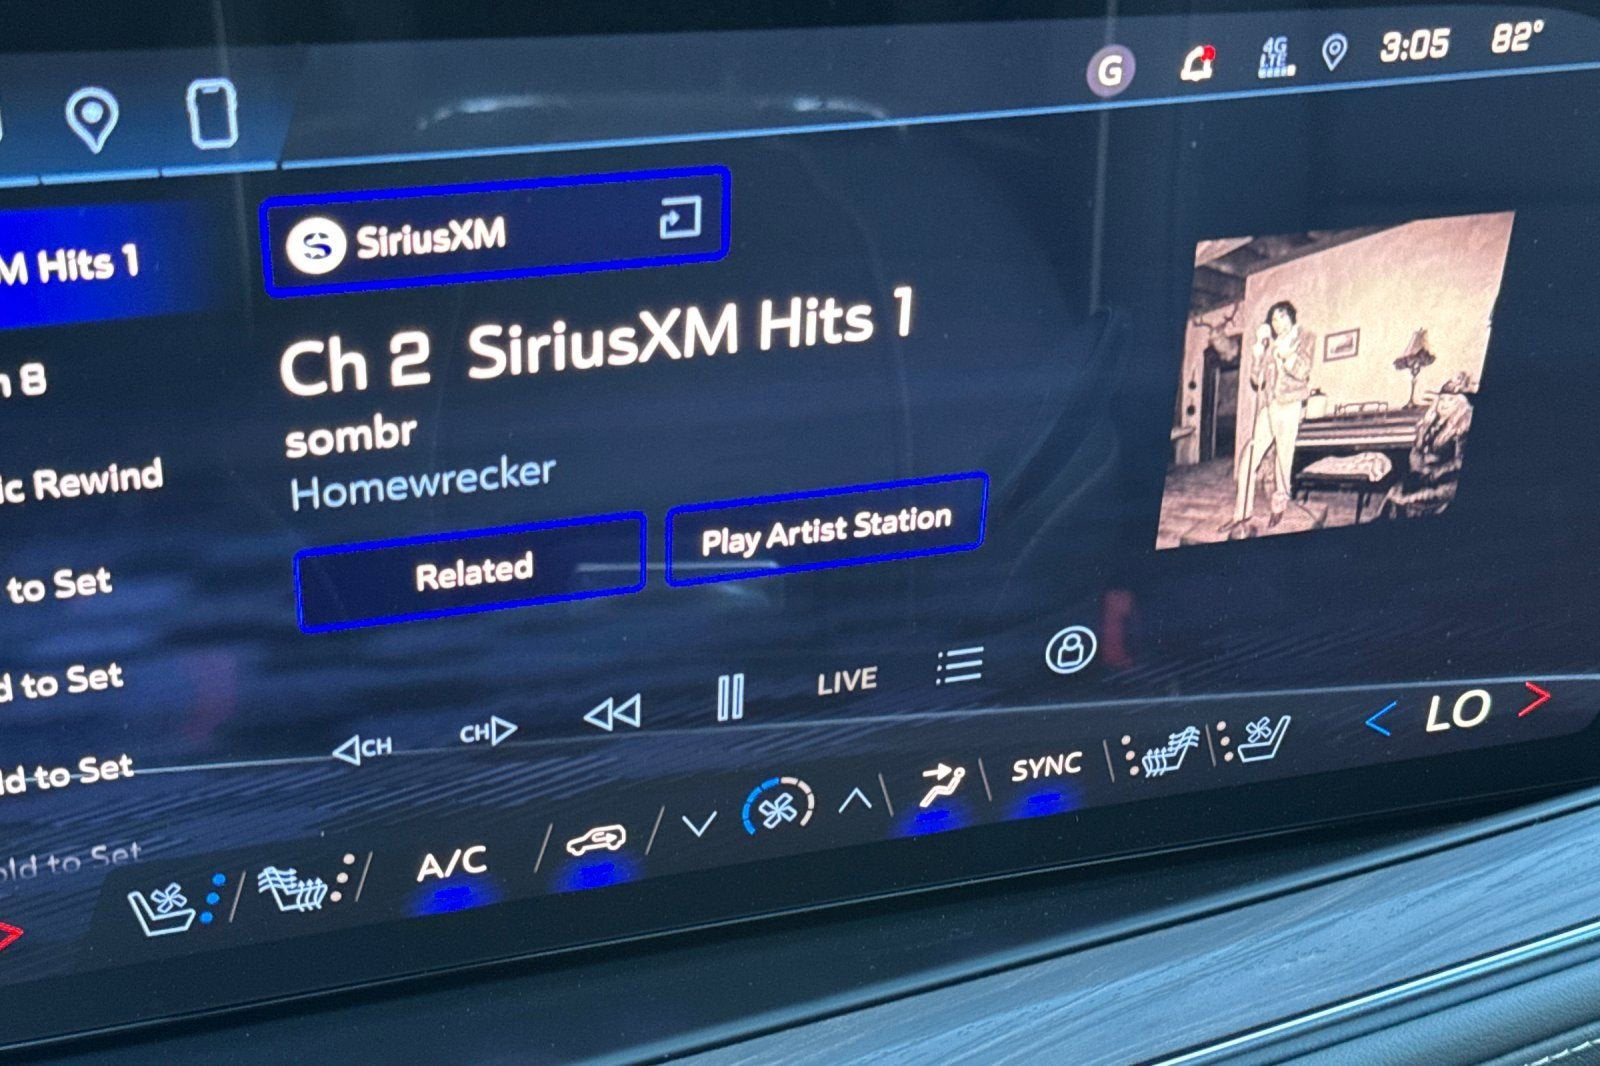 G 4G LTE 3:05 82°
SiriusXM
M Hits 1
Ch 2 SiriusXM Hits 1
8
sombr
Homewrecker
ic Rewind
Related
Play Artist Station
to Set
d to Set
LIVE
CH CH
ld to Set
LO
SYNC
A/C
old to Set